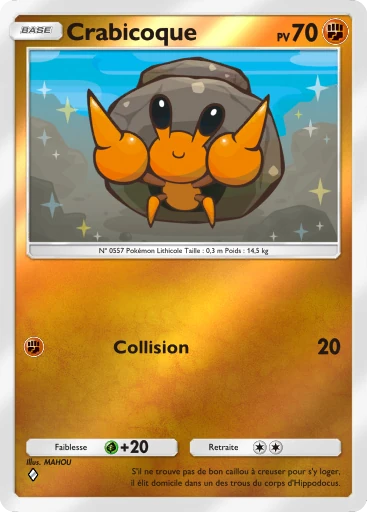 BASE Crabicoque PV 70
N° 0557 Pokémon Lithicole Taille : 0,3 m Poids : 14,5 kg
Collision 20
Faiblesse +20 Retraite
Illus. MAHOU
S'il ne trouve pas de bon caillou à creuser pour s'y loger,
il élit domicile dans un des trous du corps d'Hippodocus.